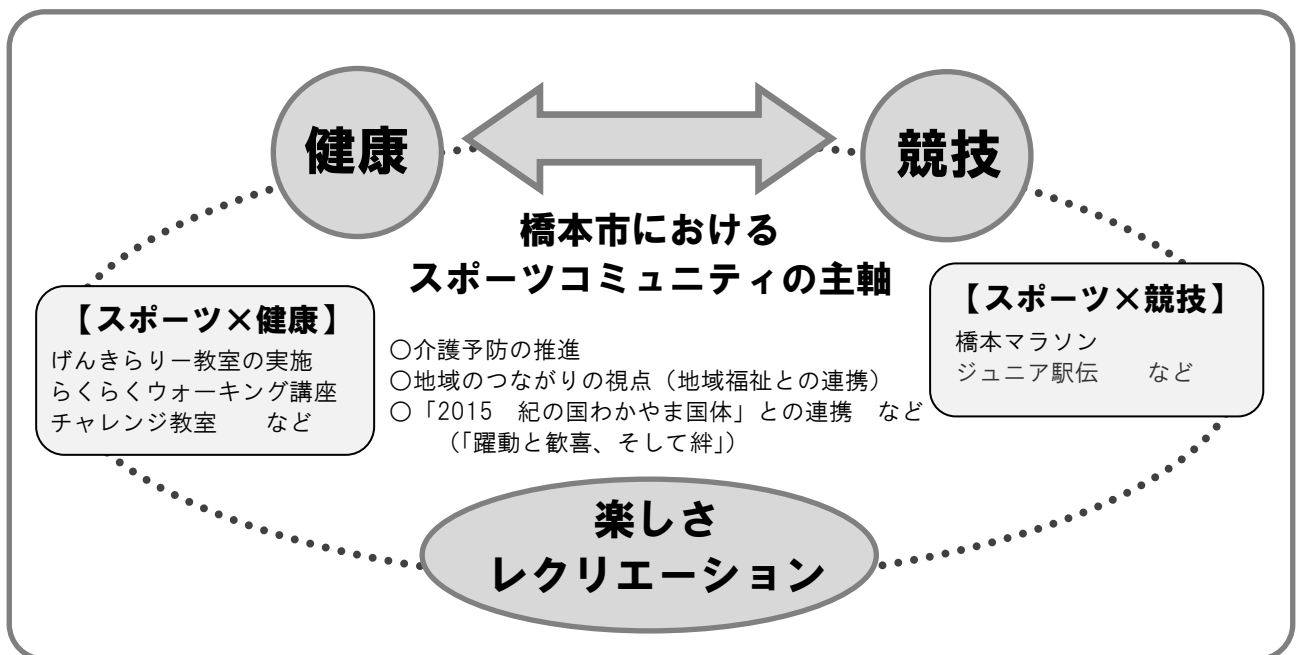 健康
競技
橋本市における
スポーツコミュニティの主軸
【スポーツ×健康】
げんきらりー教室の実施
らくらくウォーキング講座
チャレンジ教室　　など
〇介護予防の推進
〇地域のつながりの視点（地域福祉との連携）
〇「2015　紀の国わかやま国体」との連携　など
（「躍動と歓喜、そして絆」）
【スポーツ×競技】
橋本マラソン
ジュニア駅伝　　など
楽しさ
レクリエーション